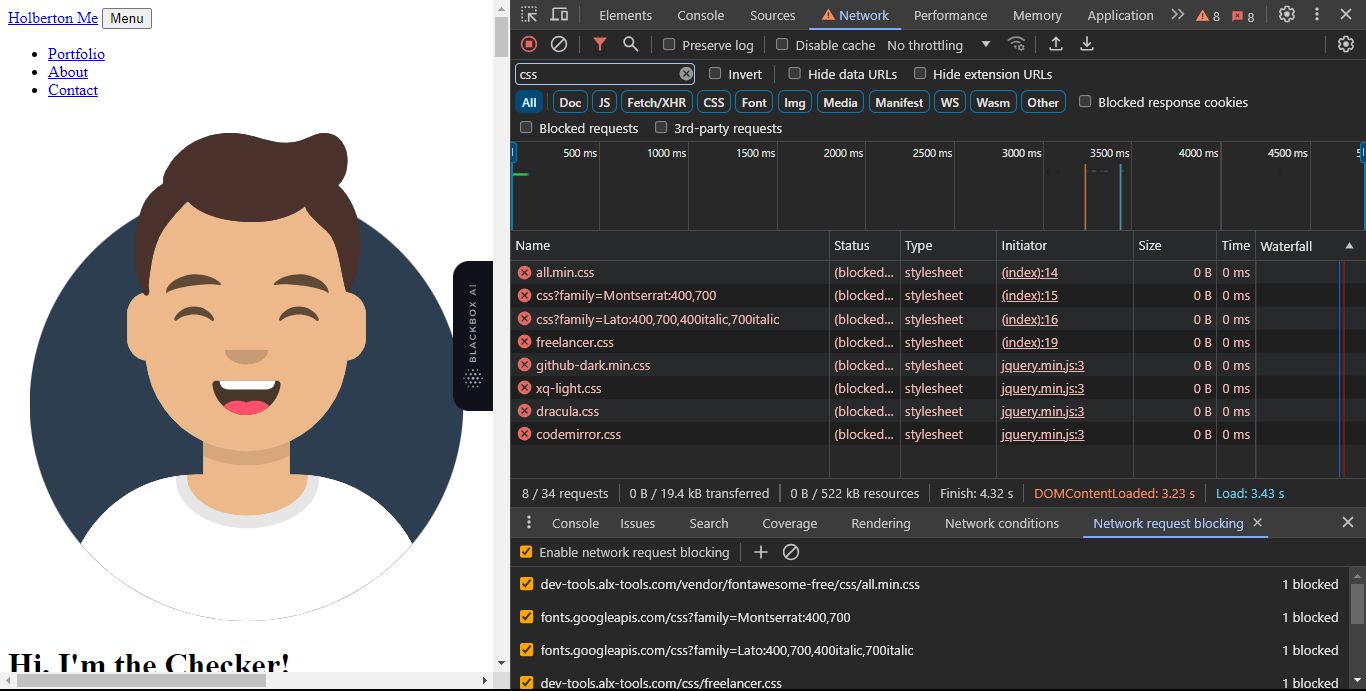 Holberton Me Menu
Portfolio
About
Contact
BLACKBOX AI
Hi, I'm the Checker!
Elements Console Sources Network Performance Memory Application 8 8
Preserve log Disable cache No throttling
css Invert Hide data URLs Hide extension URLs
All Doc JS Fetch/XHR CSS Font Img Media Manifest WS Wasm Other Blocked response cookies
Blocked requests 3rd-party requests
500 ms 1000 ms 1500 ms 2000 ms 2500 ms 3000 ms 3500 ms 4000 ms 4500 ms
Name Status Type Initiator Size Time Waterfall
all.min.css (blocked... stylesheet (index):14 0 B 0 ms
css?family=Montserrat:400,700 (blocked... stylesheet (index):15 0 B 0 ms
css?family=Lato:400,700,400italic,700italic (blocked... stylesheet (index):16 0 B 0 ms
freelancer.css (blocked... stylesheet (index):19 0 B 0 ms
github-dark.min.css (blocked... stylesheet jquery.min.js:3 0 B 0 ms
xq-light.css (blocked... stylesheet jquery.min.js:3 0 B 0 ms
dracula.css (blocked... stylesheet jquery.min.js:3 0 B 0 ms
codemirror.css (blocked... stylesheet jquery.min.js:3 0 B 0 ms
8 / 34 requests 0 B / 19.4 kB transferred 0 B / 522 kB resources Finish: 4.32 s DOMContentLoaded: 3.23 s Load: 3.43 s
Console Issues Search Coverage Rendering Network conditions Network request blocking
Enable network request blocking
dev-tools.alx-tools.com/vendor/fontawesome-free/css/all.min.css 1 blocked
fonts.googleapis.com/css?family=Montserrat:400,700 1 blocked
fonts.googleapis.com/css?family=Lato:400,700,400italic,700italic 1 blocked
dev-tools.alx-tools.com/css/freelancer.css 1 blocked